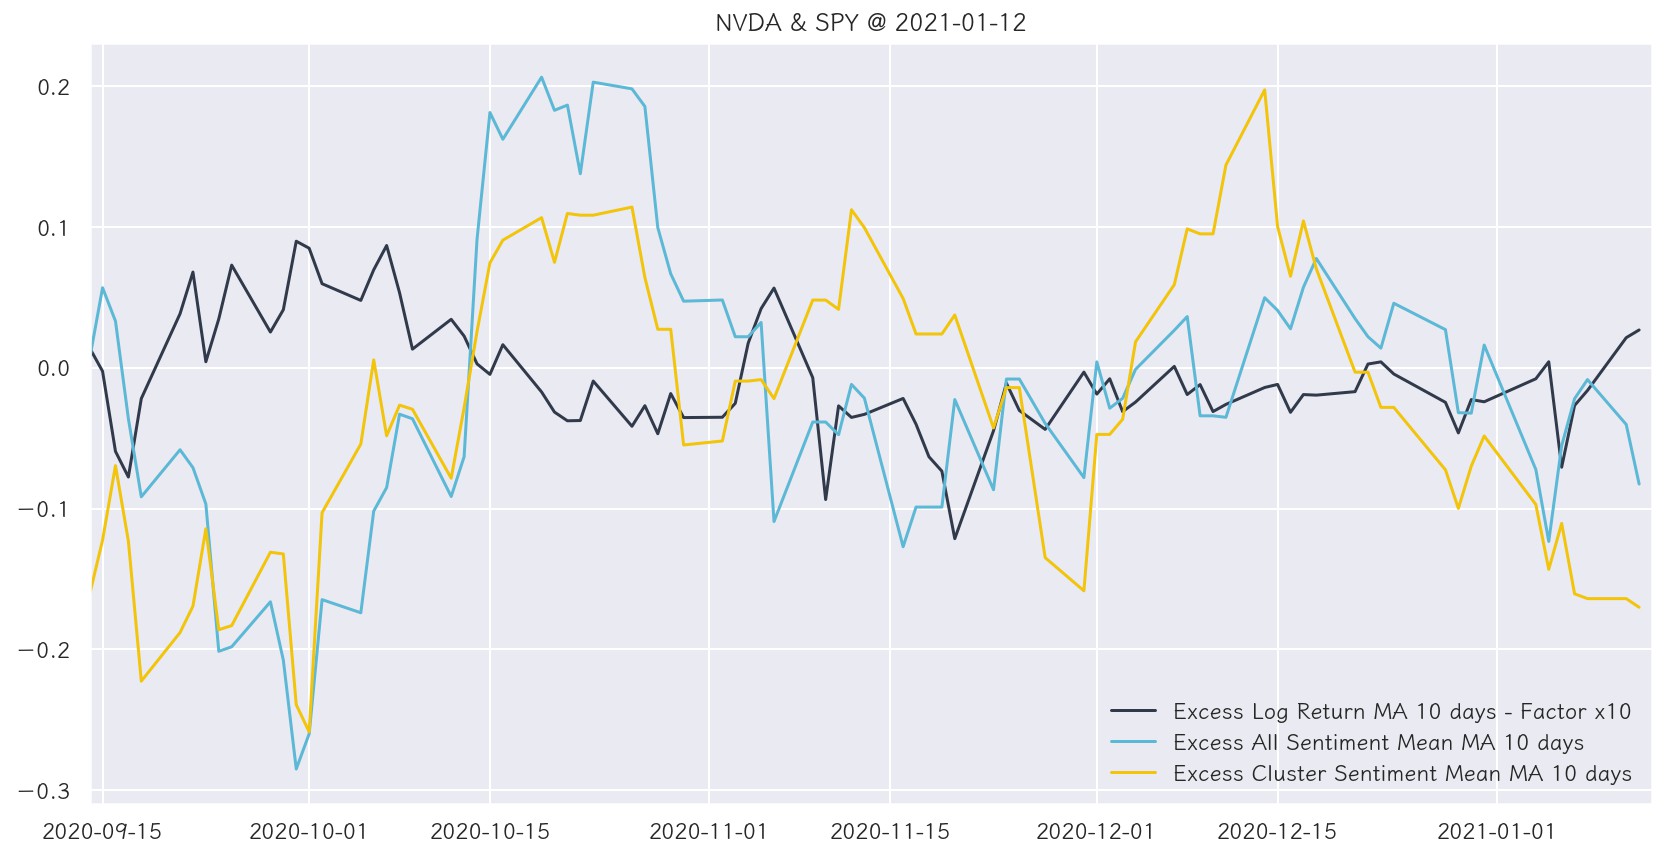 NVDA & SPY @ 2021-01-12
0.2
0.1
0.0
−0.1
−0.2
−0.3
Excess Log Return MA 10 days - Factor x10
Excess All Sentiment Mean MA 10 days
Excess Cluster Sentiment Mean MA 10 days
2020-09-15 2020-10-01 2020-10-15 2020-11-01 2020-11-15 2020-12-01 2020-12-15 2021-01-01